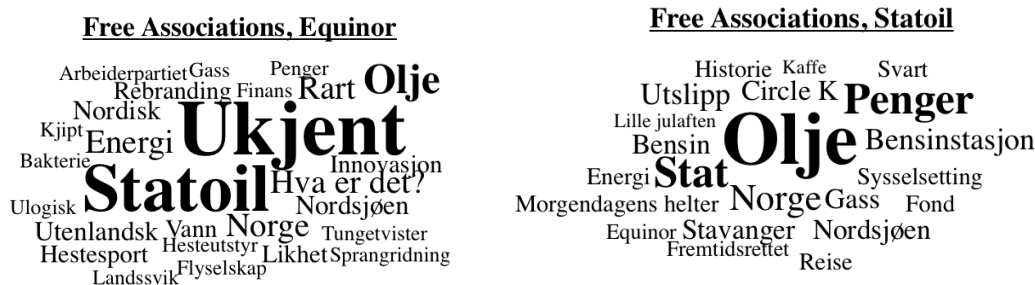 Free Associations, Equinor
Arbeiderpartiet Gass Penger Olje
Rebranding Finans Rart
Nordisk
Ukjent
Kjipt Energi
Bakterie Innovasjon
Statoil Hva er det?
Ulogisk Nordsjøen
Utenlandsk Vann Norge Tungetvister
Hesteutstyr
Hestesport Likhet Sprangridning
Flyselskap
Landssvik
Free Associations, Statoil
Historie Kaffe Svart
Utslipp Circle K Penger
Lille julaften
Bensin Olje Bensinstasjon
Energi Stat Sysselsetting
Morgendagens helter Norge Gass Fond
Equinor Stavanger Nordsjøen
Fremtidsrettet
Reise